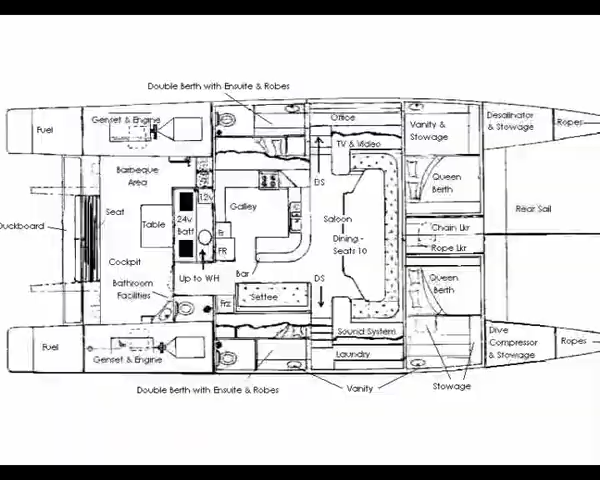 Double Berth with Ensuite & Robes
Fuel
Genset & Engine
Office
TV & Video
Vanity &
Stowage
Desalinator
& Stowage
Ropes
Barbeque
Area
12v
DS
Queen
Berth
Galley
Seat
Table
24v
Batt
Saloon
Rear Sail
Duckboard
Fr
FR
Dining -
Seats 10
Chain Lkr
Rope Lkr
Cockpit
Up to WH
Bar
DS
Bathroom
Facilities
Settee
Frz
Queen
Berth
Sound System
Fuel
Genset & Engine
Laundry
Dive
Compressor
& Stowage
Ropes
Double Berth with Ensuite & Robes
Vanity
Stowage